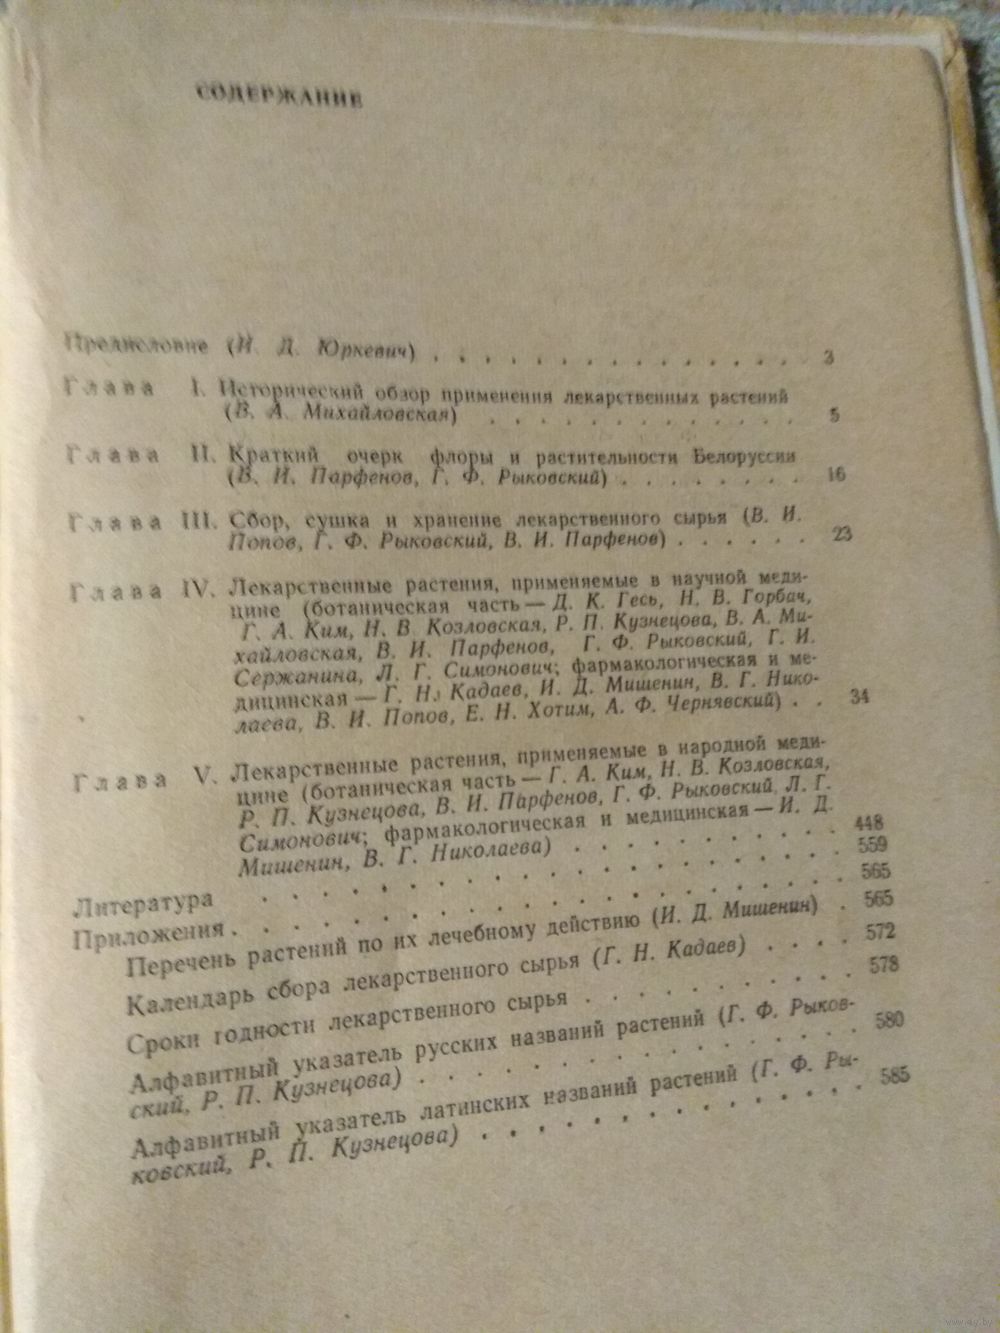 СОДЕРЖАНИЕ
Предисловие (И. Д. Юркевич) . . . . . . . . . . . . . . 3
Глава I. Исторический обзор применения лекарственных растений
(В. А. Михайловская) . . . . . . . . . . . . 5
Глава II. Краткий очерк флоры и растительности Белоруссии
(В. И. Парфенов, Г. Ф. Рыковский) . . . . . . . . 16
Глава III. Сбор, сушка и хранение лекарственного сырья (В. И.
Попов, Г. Ф. Рыковский, В. И. Парфенов) . . . . . . 23
Глава IV. Лекарственные растения, применяемые в научной меди-
цине (ботаническая часть — Д. К. Гесь, Н. В. Горбач,
Г. А. Ким, Н. В Козловская, Р. П. Кузнецова, В. А. Ми-
хайловская, В. И. Парфенов, Г. Ф. Рыковский, Г. И.
Сержанина, Л. Г. Симонович; фармакологическая и ме-
дицинская — Г. Н. Кадаев, И. Д. Мишенин, В. Г. Нико-
лаева, В. И. Попов, Е. Н. Хотим, А. Ф. Чернявский) . . 34
Глава V. Лекарственные растения, применяемые в народной меди-
цине (ботаническая часть — Г. А. Ким, Н. В. Козловская,
Р. П. Кузнецова, В. И. Парфенов, Г. Ф. Рыковский, Л. Г.
Симонович; фармакологическая и медицинская — И. Д.
Мишенин, В. Г. Николаева) . . . . . . . . . . 448
Литература . . . . . . . . . . . . . . . . . . 559
Приложения . . . . . . . . . . . . . . . . . . 565
Перечень растений по их лечебному действию (И. Д. Мишенин) . 565
Календарь сбора лекарственного сырья (Г. Н. Кадаев) . . . . 572
Сроки годности лекарственного сырья . . . . . . . . . . 578
Алфавитный указатель русских названий растений (Г. Ф. Рыков-
ский, Р. П. Кузнецова) . . . . . . . . . . . . . . . 580
Алфавитный указатель латинских названий растений (Г. Ф. Ры-
ковский, Р. П. Кузнецова) . . . . . . . . . . . . . . 585